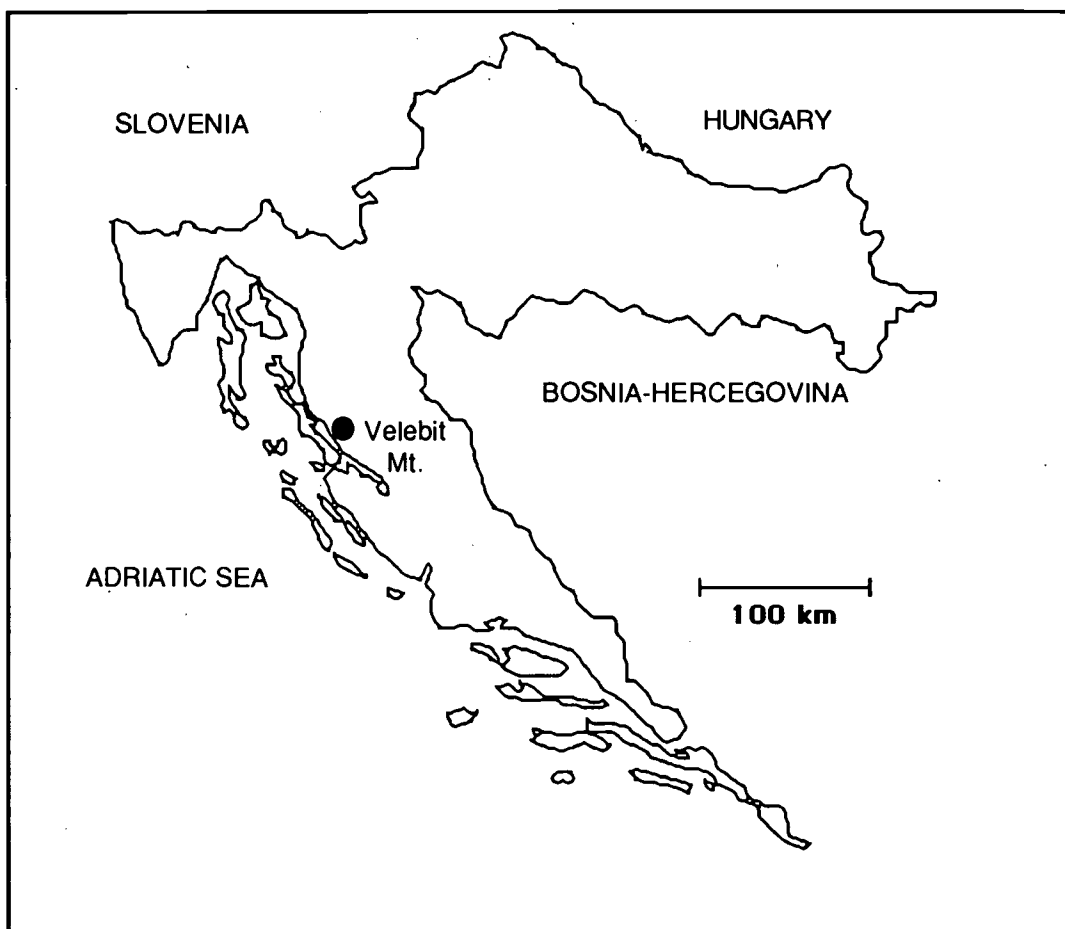 SLOVENIA
HUNGARY
BOSNIA-HERCEGOVINA
Velebit
Mt.
ADRIATIC SEA
100 km